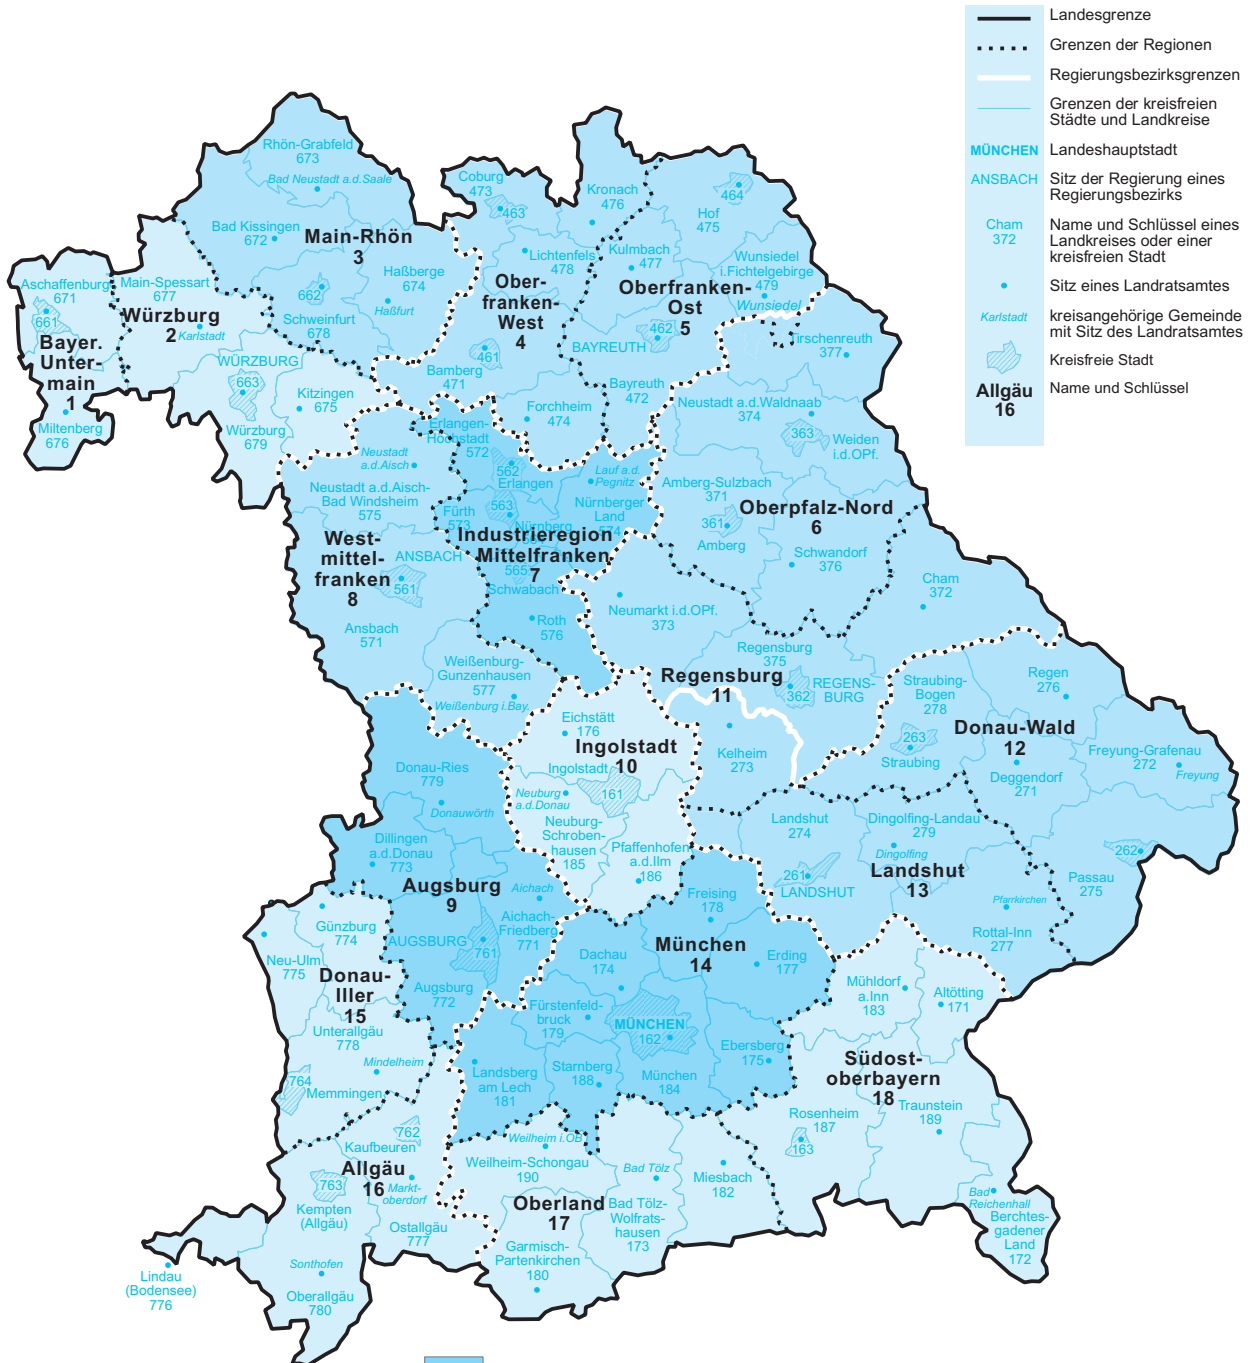 Landesgrenze
Grenzen der Regionen
Regierungsbezirksgrenzen
Grenzen der kreisfreien
Städte und Landkreise
MÜNCHEN Landeshauptstadt
ANSBACH Sitz der Regierung eines
Regierungsbezirks
Cham
372
Name und Schlüssel eines
Landkreises oder einer
kreisfreien Stadt
Sitz eines Landratsamtes
Karlstadt kreisangehörige Gemeinde
mit Sitz des Landratsamtes
Kreisfreie Stadt
Allgäu
16
Name und Schlüssel
Rhön-Grabfeld
673
Bad Neustadt a.d.Saale
Bad Kissingen
672
Main-Rhön
3
Haßberge
674
Haßfurt
662
Schweinfurt
678
Coburg
473
463
Kronach
476
Lichtenfels
478
Ober-
franken-
West
4
461
Bamberg
471
Forchheim
474
464
Hof
475
Kulmbach
477
Wunsiedel
i.Fichtelgebirge
479
Wunsiedel
Oberfranken-
Ost
5
462
BAYREUTH
Bayreuth
472
Aschaffenburg
671
661
Bayer.
Unter-
main
1
Miltenberg
676
Main-Spessart
677
Würzburg
2
Karlstadt
WÜRZBURG
663
Kitzingen
675
Würzburg
679
Tirschenreuth
377
Neustadt a.d.Waldnaab
374
363
Weiden
i.d.OPf.
Amberg-Sulzbach
371
361
Amberg
Oberpfalz-Nord
6
Schwandorf
376
Erlangen-
Höchstadt
572
562
Erlangen
Lauf a.d.
Pegnitz
Nürnberger
Land
574
Fürth
573
563
Nürnberg
Industrieregion
Mittelfranken
7
565
Schwabach
Roth
576
Neustadt
a.d.Aisch
Neustadt a.d.Aisch-
Bad Windsheim
575
West-
mittel-
franken
8
ANSBACH
561
Ansbach
571
Weißenburg-
Gunzenhausen
577
Weißenburg i.Bay.
Cham
372
Neumarkt i.d.OPf.
373
Regensburg
375
Regensburg
11
362
REGENS-
BURG
Kelheim
273
Straubing-
Bogen
278
263
Straubing
Regen
276
Donau-Wald
12
Freyung-Grafenau
272
Freyung
Deggendorf
271
262
Passau
275
Eichstätt
176
Ingolstadt
10
Ingolstadt
161
Neuburg
a.d.Donau
Neuburg-
Schroben-
hausen
185
Pfaffenhofen
a.d.Ilm
186
Donau-Ries
779
Donauwörth
Dillingen
a.d.Donau
773
Augsburg
9
Aichach
Aichach-
Friedberg
771
AUGSBURG
761
Augsburg
772
Landshut
274
261
LANDSHUT
Dingolfing-Landau
279
Dingolfing
Landshut
13
Pfarrkirchen
Rottal-Inn
277
Günzburg
774
Neu-Ulm
775
Donau-
Iller
15
Unterallgäu
778
Mindelheim
764
Memmingen
Freising
178
München
14
Erding
177
Dachau
174
Fürstenfeld-
bruck
179
MÜNCHEN
162
Ebersberg
175
Starnberg
188
München
184
Landsberg
am Lech
181
Mühldorf
a.Inn
183
Altötting
171
Südost-
oberbayern
18
Rosenheim
187
163
Traunstein
189
Bad
Reichenhall
Berchtes-
gadener
Land
172
762
Kaufbeuren
Allgäu
16
763
Kempten
(Allgäu)
Markt-
oberdorf
Ostallgäu
777
Sonthofen
Oberallgäu
780
Lindau
(Bodensee)
776
Weilheim i.OB
Weilheim-Schongau
190
Oberland
17
Garmisch-
Partenkirchen
180
Bad Tölz
Bad Tölz-
Wolfrats-
hausen
173
Miesbach
182